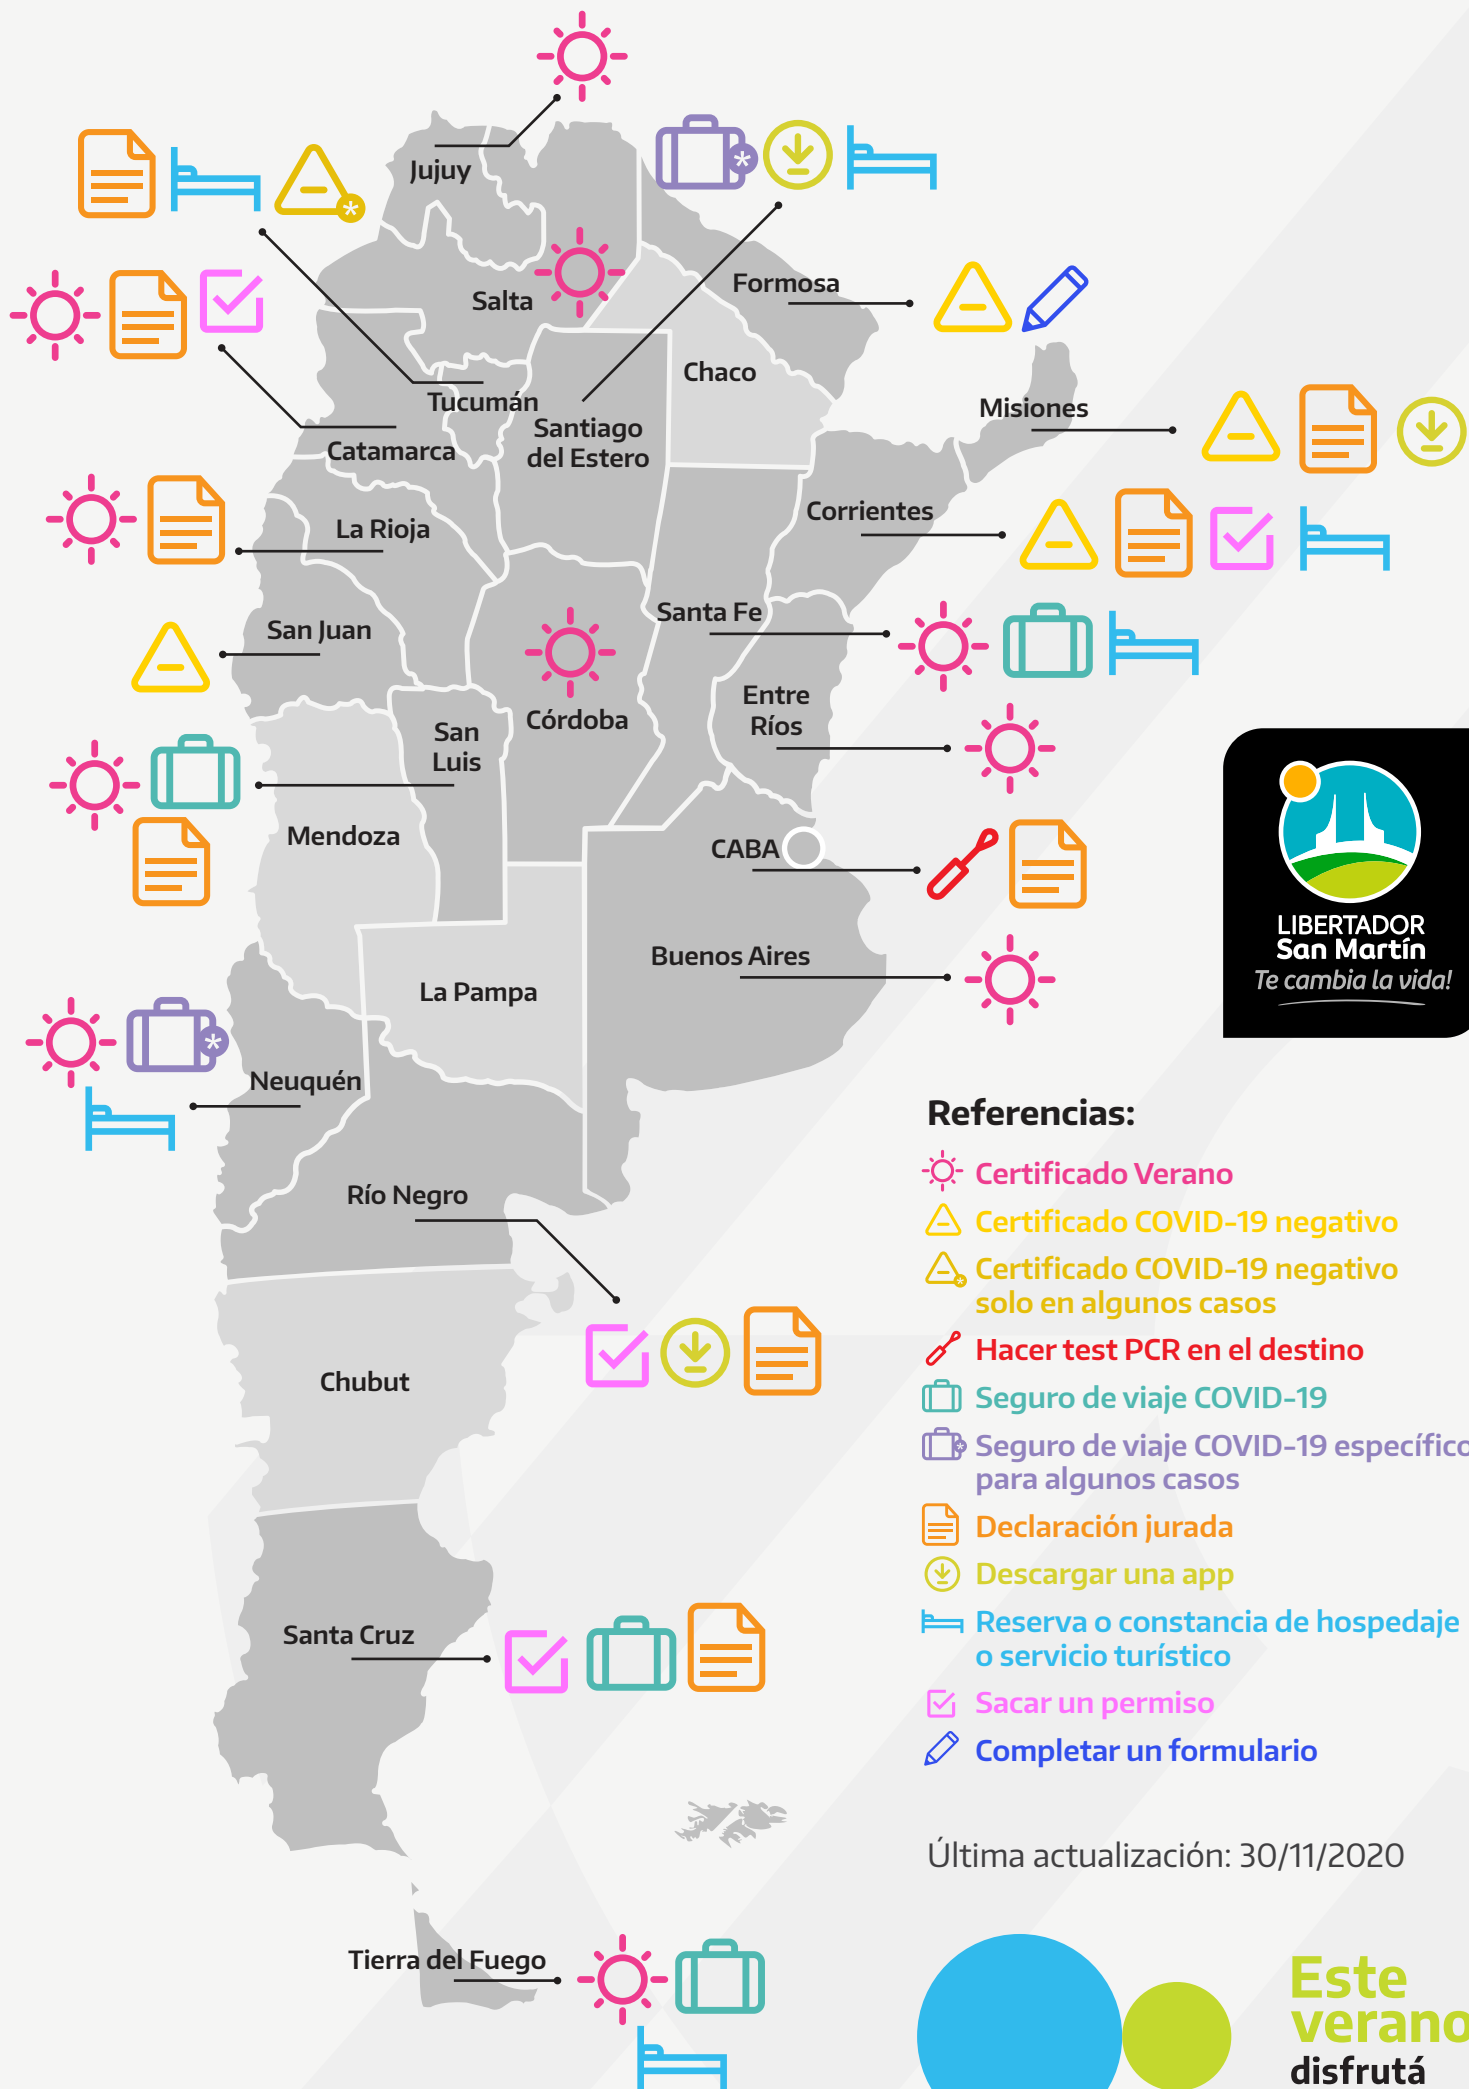 Jujuy
Salta
Formosa
Chaco
Tucumán
Misiones
Santiago
del Estero
Catamarca
Corrientes
La Rioja
Santa Fe
San Juan
Entre
Ríos
Córdoba
San
Luis
Mendoza
CABA
LIBERTADOR
San Martín
Te cambia la vida!
Buenos Aires
La Pampa
Neuquén
Río Negro
Chubut
Santa Cruz
Tierra del Fuego
Referencias:
Certificado Verano
Certificado COVID-19 negativo
Certificado COVID-19 negativo
solo en algunos casos
Hacer test PCR en el destino
Seguro de viaje COVID-19
Seguro de viaje COVID-19 específico
para algunos casos
Declaración jurada
Descargar una app
Reserva o constancia de hospedaje
o servicio turístico
Sacar un permiso
Completar un formulario
Última actualización: 30/11/2020
Este
verano
disfrutá